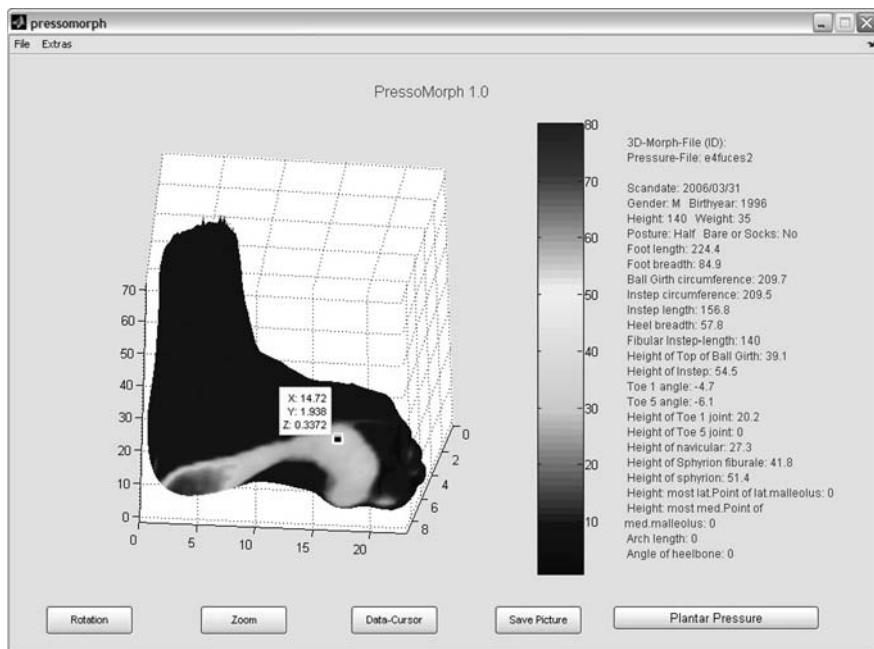 pressomorph
File Extras
PressoMorph 1.0
80
70
60
50
40
30
20
10
70
60
50
40
30
20
10
0
0
5
10
15
20
0
2
4
6
8
X: 14.72
Y: 1.938
Z: 0.3372
3D-Morph-File (ID):
Pressure-File: e4fuces2
Scandate: 2006/03/31
Gender: M Birthyear: 1996
Height: 140 Weight: 35
Posture: Half Bare or Socks: No
Foot length: 224.4
Foot breadth: 84.9
Ball Girth circumference: 209.7
Instep circumference: 209.5
Instep length: 156.8
Heel breadth: 57.8
Fibular Instep-length: 140
Height of Top of Ball Girth: 39.1
Height of Instep: 54.5
Toe 1 angle: -4.7
Toe 5 angle: -6.1
Height of Toe 1 joint: 20.2
Height of Toe 5 joint: 0
Height of navicular: 27.3
Height of Sphyrion fiburale: 41.8
Height of sphyrion: 51.4
Height: most lat.Point of lat.malleolus: 0
Height: most med.Point of
med.malleolus: 0
Arch length: 0
Angle of heelbone: 0
Rotation
Zoom
Data-Cursor
Save Picture
Plantar Pressure